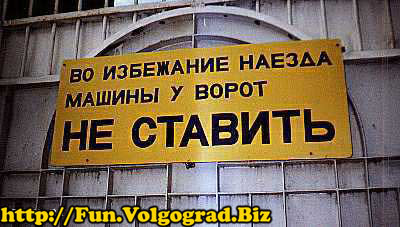 ВО ИЗБЕЖАНИЕ НАЕЗДА
МАШИНЫ У ВОРОТ
НЕ СТАВИТЬ
http://Fun.Volgograd.Biz